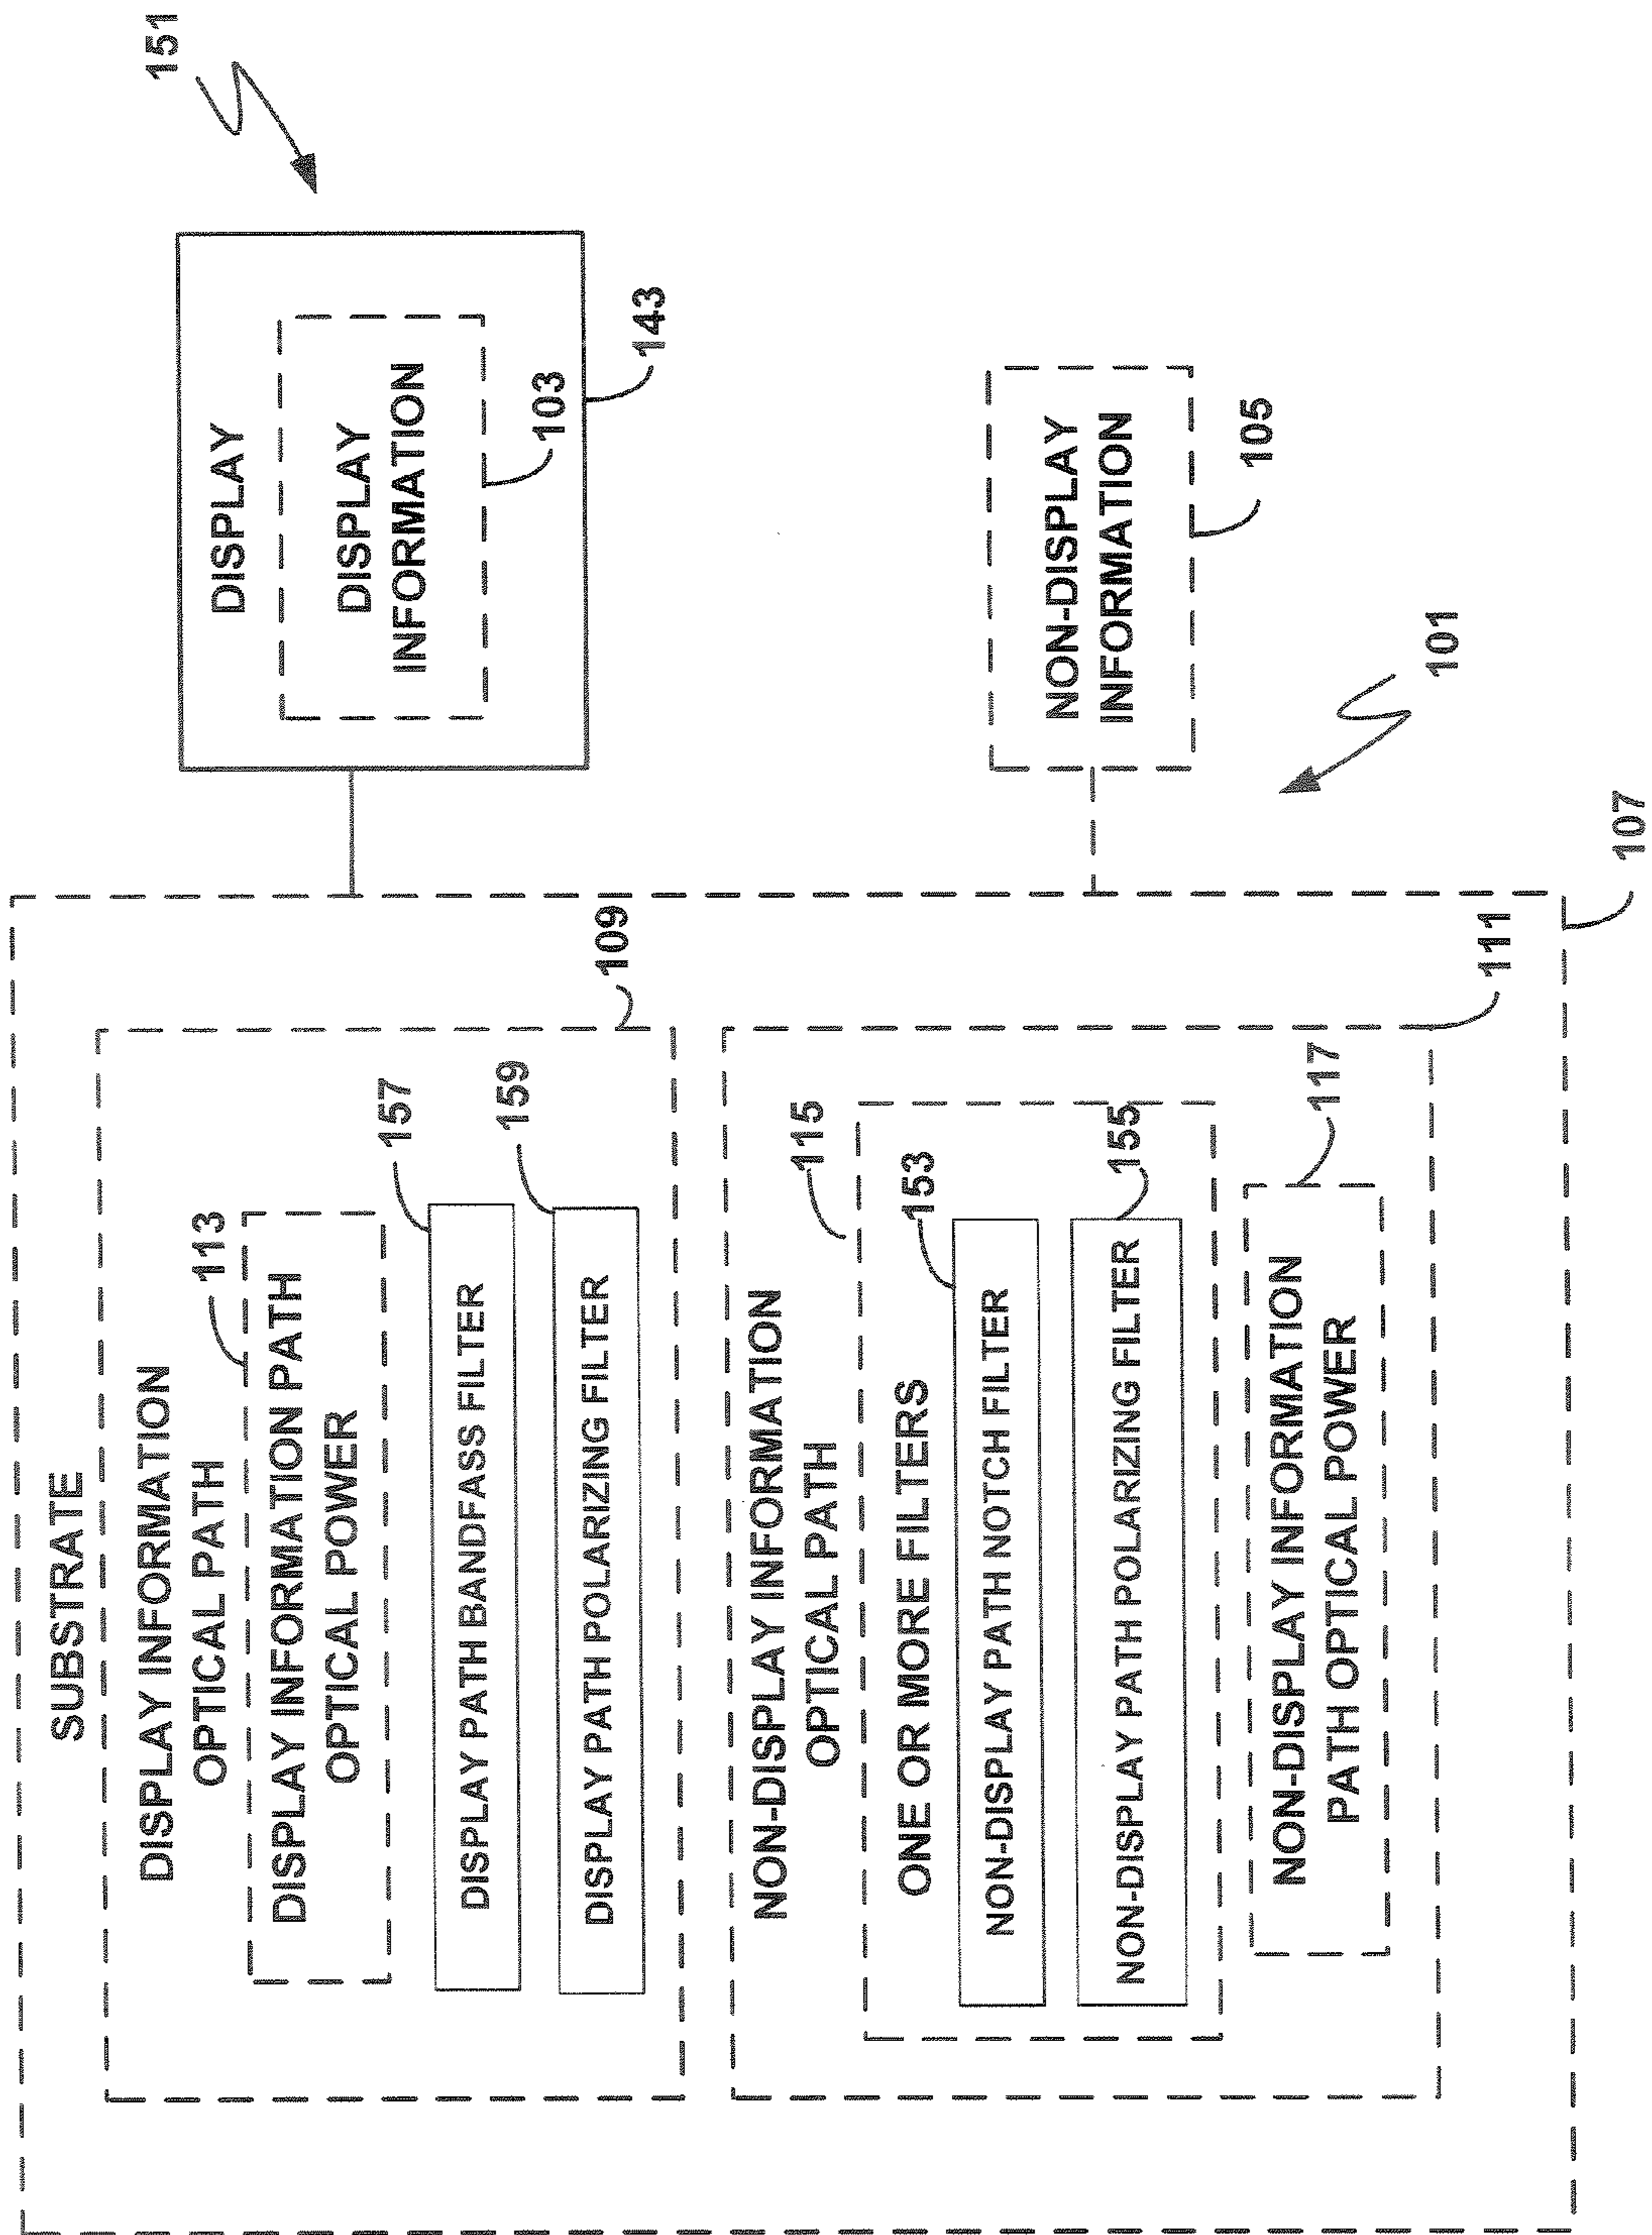 SUBSTRATE
DISPLAY INFORMATION
OPTICAL PATH
113
DISPLAY INFORMATION PATH
OPTICAL POWER
157
DISPLAY PATH BANDFASS FILTER
159
DISPLAY PATH POLARIZING FILTER
109
NON-DISPLAY INFORMATION
OPTICAL PATH
115
ONE OR MORE FILTERS
153
NON-DISPLAY PATH NOTCH FILTER
155
NON-DISPLAY PATH POLARIZING FILTER
117
NON-DISPLAY INFORMATION
PATH OPTICAL POWER
111
107
151
DISPLAY
DISPLAY
INFORMATION
103
143
NON-DISPLAY
INFORMATION
105
101